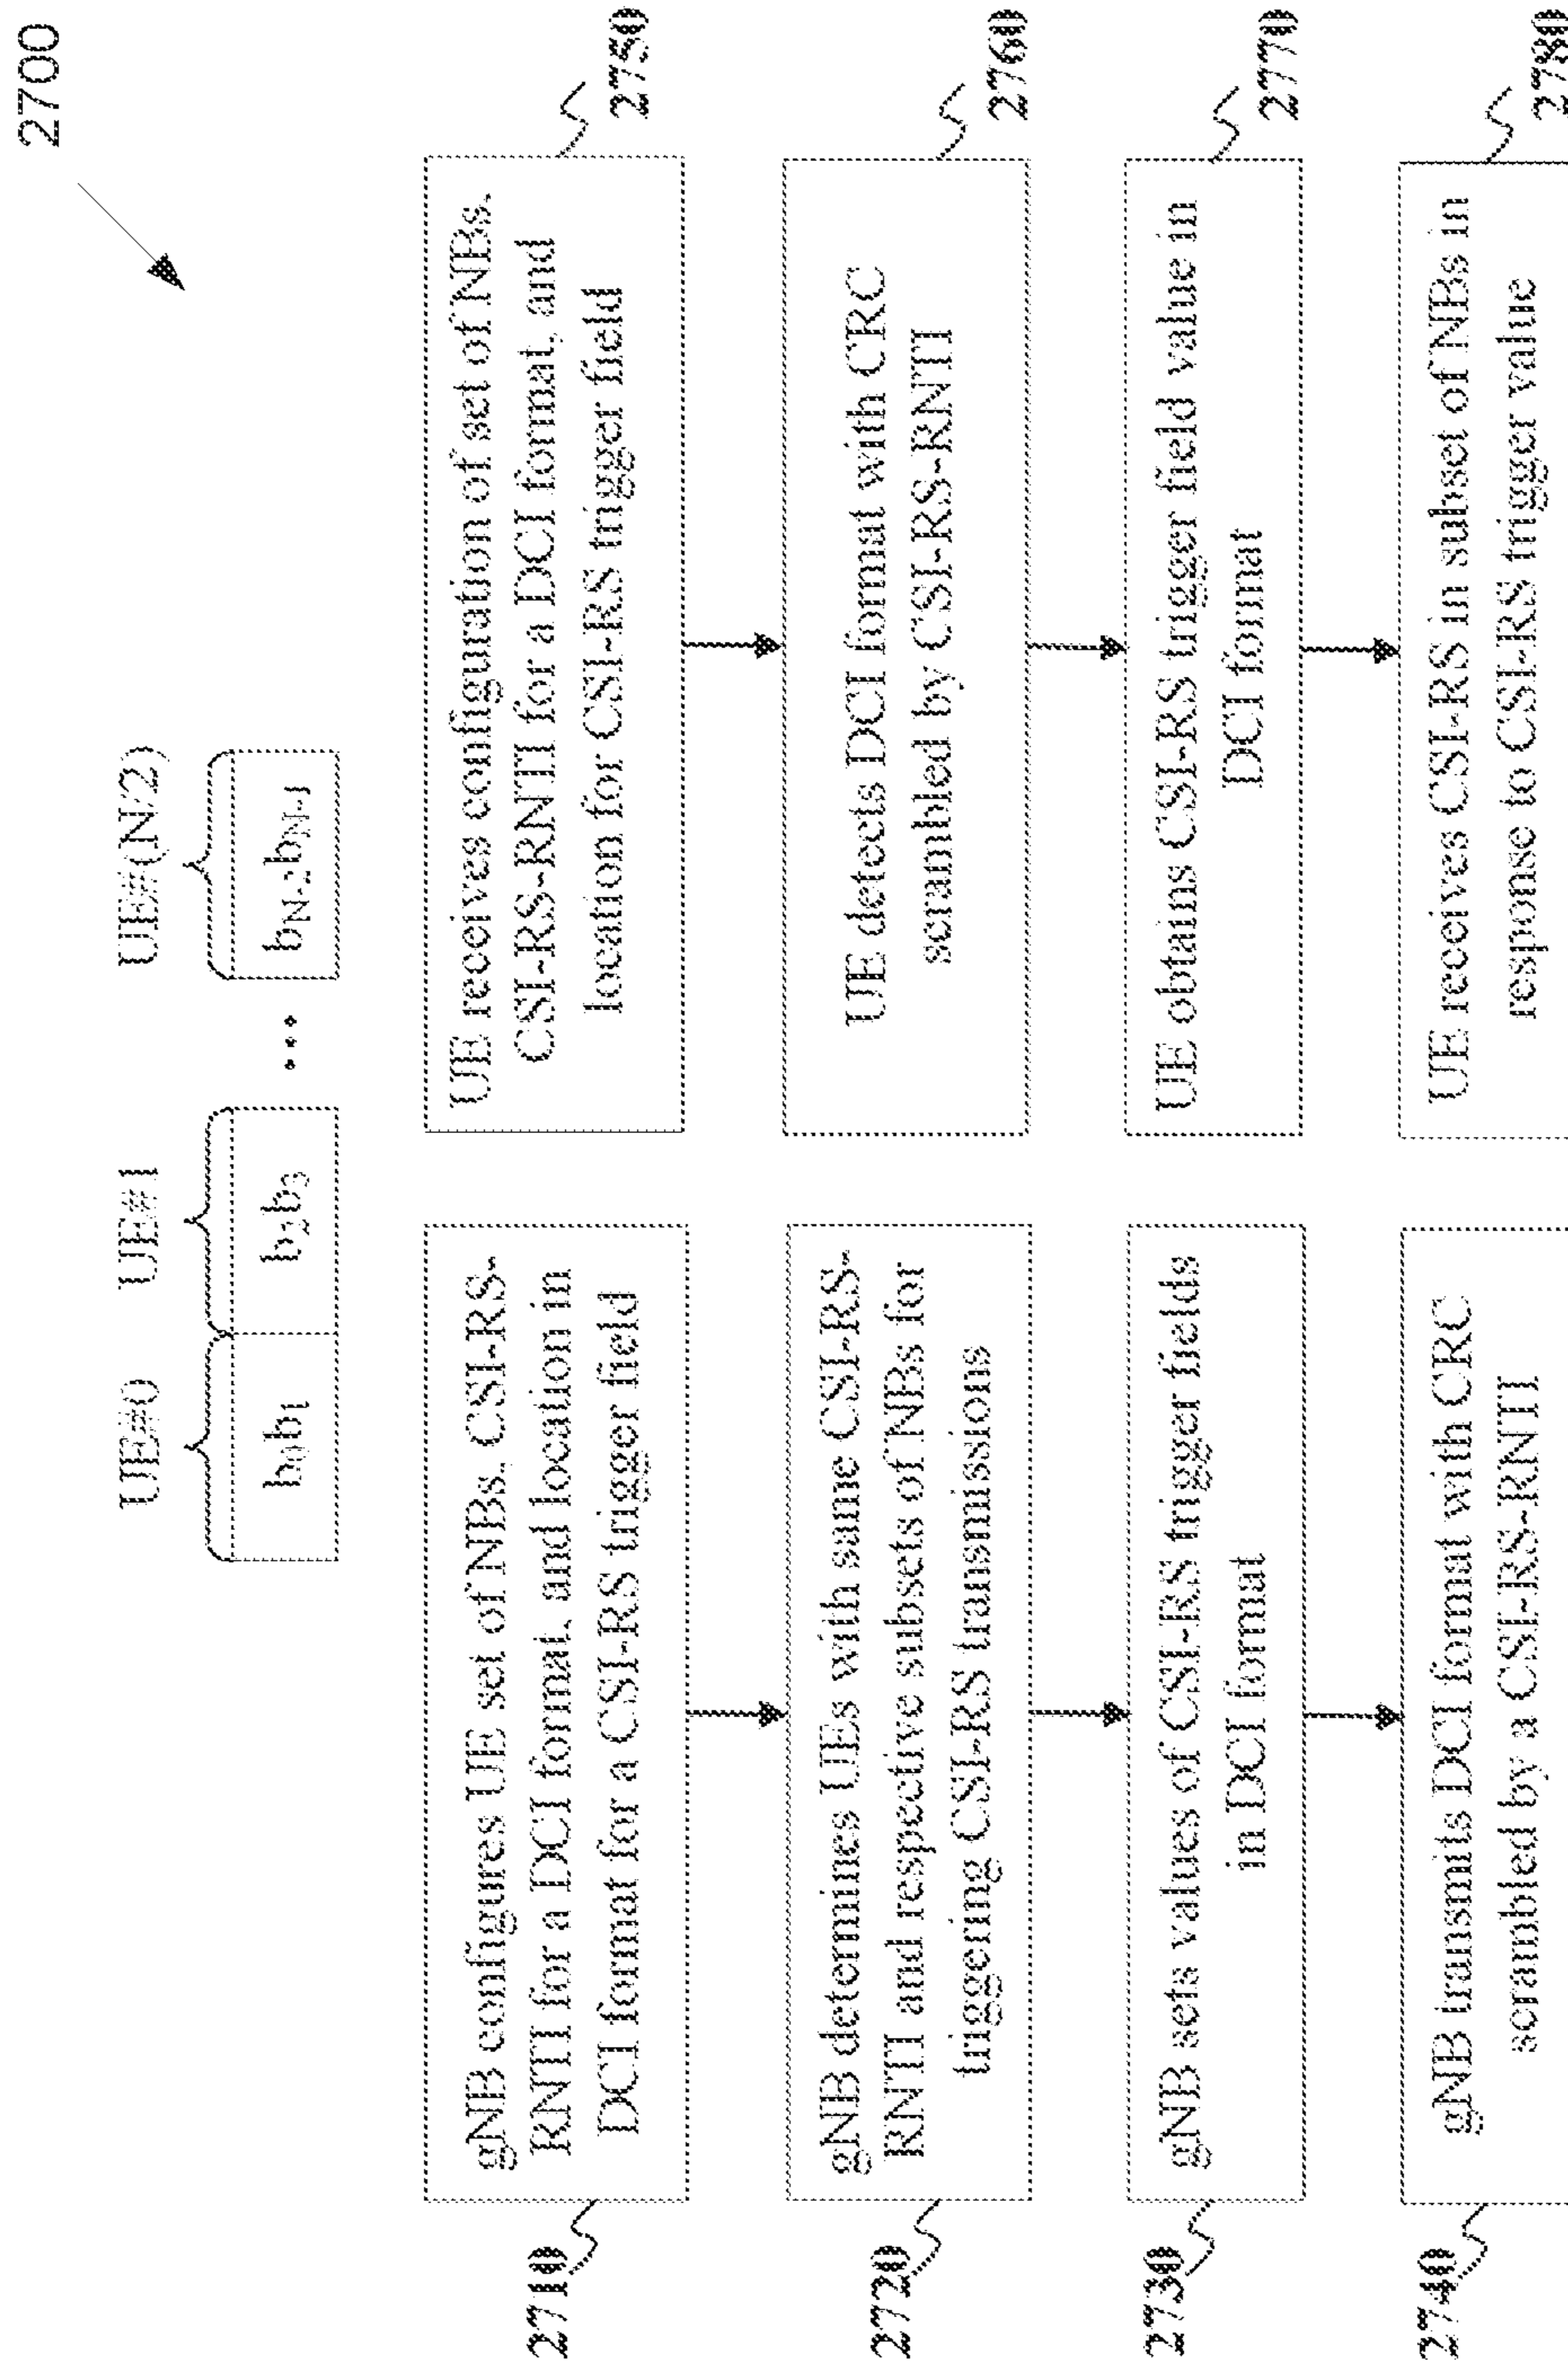 2700
UE#0 UE#1 UE#(N/2)
b0b1 b2b3 ... bN-2bN-1
gNB configures UE set of NBs, CSI-RS-
RNTI for a DCI format, and location in
DCI format for a CSI-RS trigger field
2710
gNB determines UEs with same CSI-RS-
RNTI and respective subsets of NBs for
triggering CSI-RS transmissions
2720
gNB sets values of CSI-RS trigger fields
in DCI format
2730
gNB transmits DCI format with CRC
scrambled by a CSI-RS-RNTI
2740
UE receives configuration of set of NBs,
CSI-RS-RNTI for a DCI format, and
location for CSI-RS trigger field
2750
UE detects DCI format with CRC
scrambled by CSI-RS-RNTI
2760
UE obtains CSI-RS trigger field value in
DCI format
2770
UE receives CSI-RS in subset of NBs in
response to CSI-RS trigger value
2780